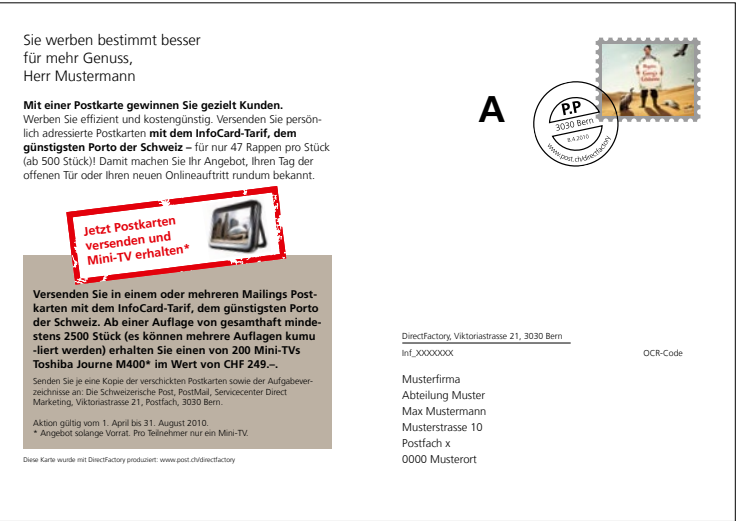 Sie werben bestimmt besser
für mehr Genuss,
Herr Mustermann
Mit einer Postkarte gewinnen Sie gezielt Kunden.
Werben Sie effizient und kostengünstig. Versenden Sie persön-
lich adressierte Postkarten mit dem InfoCard-Tarif, dem
günstigsten Porto der Schweiz – für nur 47 Rappen pro Stück
(ab 500 Stück)! Damit machen Sie Ihr Angebot, Ihren Tag der
offenen Tür oder Ihren neuen Onlineauftritt rundum bekannt.
Jetzt Postkarten
versenden und
Mini-TV erhalten*
Versenden Sie in einem oder mehreren Mailings Post-
karten mit dem InfoCard-Tarif, dem günstigsten Porto
der Schweiz. Ab einer Auflage von gesamthaft minde-
stens 2500 Stück (es können mehrere Auflagen kumu
-liert werden) erhalten Sie einen von 200 Mini-TVs
Toshiba Journe M400* im Wert von CHF 249.–.
Senden Sie je eine Kopie der verschickten Postkarten sowie der Aufgabever-
zeichnisse an: Die Schweizerische Post, PostMail, Servicecenter Direct
Marketing, Viktoriastrasse 21, Postfach, 3030 Bern.
Aktion gültig vom 1. April bis 31. August 2010.
* Angebot solange Vorrat. Pro Teilnehmer nur ein Mini-TV.
Diese Karte wurde mit DirectFactory produziert: www.post.ch/directfactory
A
P.P
3030 Bern
8.4.2010
www.post.ch/directfactory
DirectFactory, Viktoriastrasse 21, 3030 Bern
Inf_XXXXXXX OCR-Code
Musterfirma
Abteilung Muster
Max Mustermann
Musterstrasse 10
Postfach x
0000 Musterort